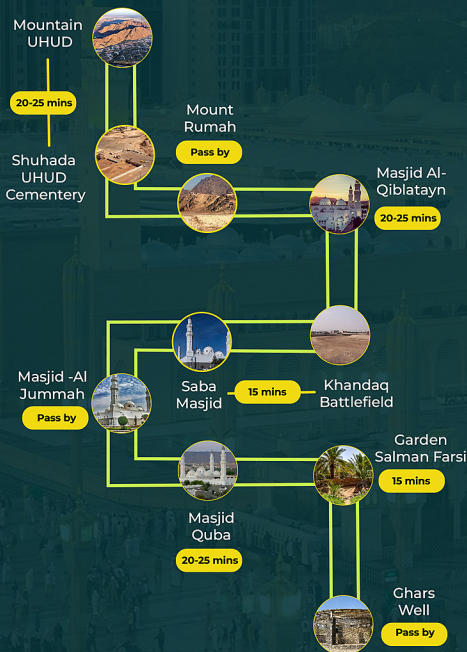 Mountain
UHUD
20-25 mins
Shuhada
UHUD
Cementery
Mount
Rumah
Pass by
Masjid Al-
Qiblatayn
20-25 mins
Khandaq
Battlefield
15 mins
Saba
Masjid
Masjid -Al
Jummah
Pass by
Masjid
Quba
20-25 mins
Garden
Salman Farsi
15 mins
Ghars
Well
Pass by